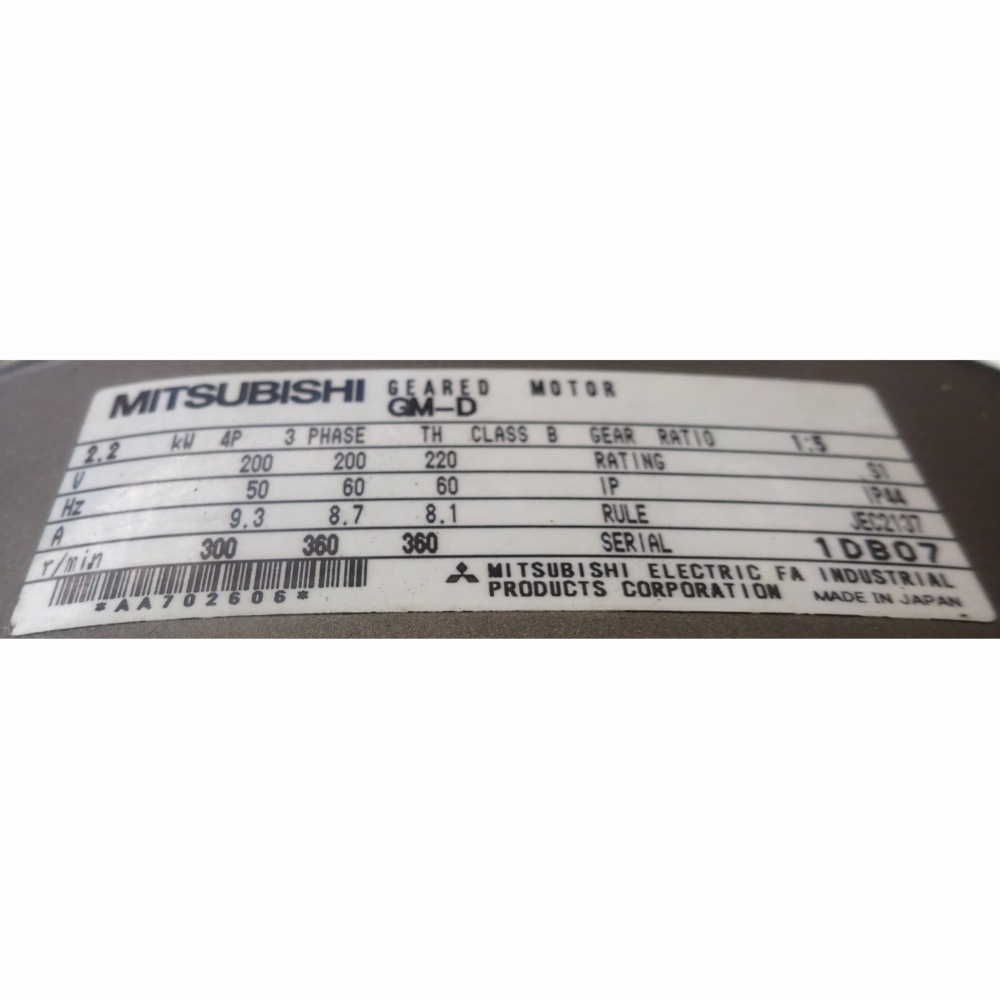 MITSUBISHI GEARED MOTOR
GM-D
2.2 kW 4P 3 PHASE TH CLASS B GEAR RATIO 1:5
V 200 200 220 RATING S1
Hz 50 60 60 IP IP44
A 9.3 8.7 8.1 RULE JEC2137
r/min 300 360 360 SERIAL 1DB07
*AA702606*
MITSUBISHI ELECTRIC FA INDUSTRIAL
PRODUCTS CORPORATION MADE IN JAPAN